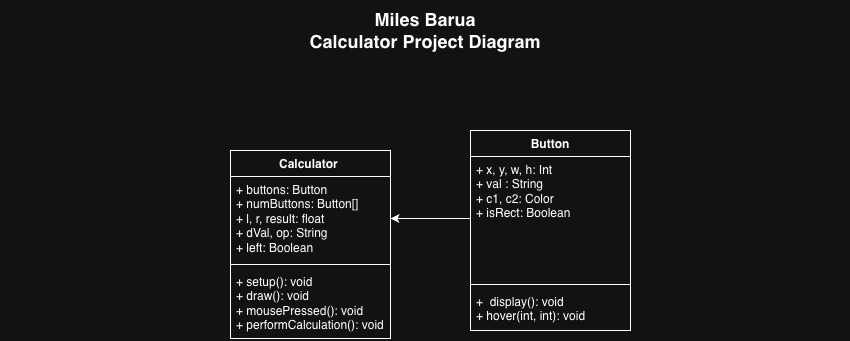 Miles Barua
Calculator Project Diagram
Calculator
+ buttons: Button
+ numButtons: Button[]
+ l, r, result: float
+ dVal, op: String
+ left: Boolean
+ setup(): void
+ draw(): void
+ mousePressed(): void
+ performCalculation(): void
Button
+ x, y, w, h: Int
+ val : String
+ c1, c2: Color
+ isRect: Boolean
+  display(): void
+ hover(int, int): void